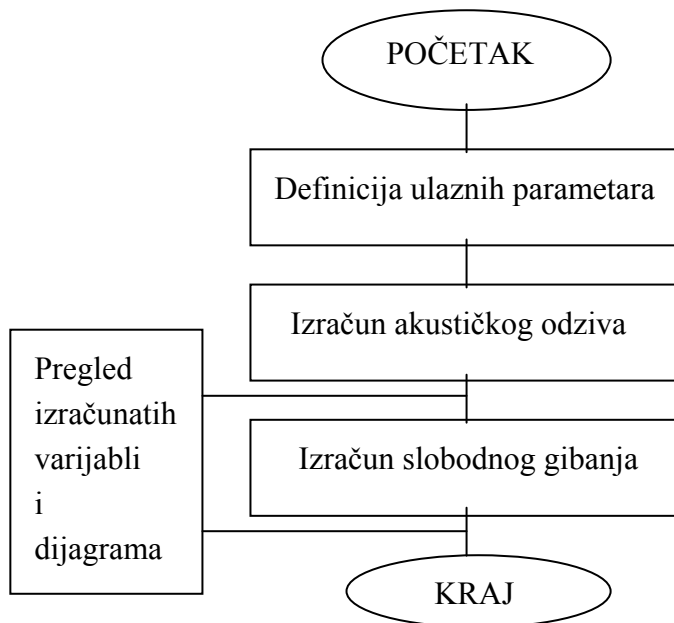 POČETAK
Definicija ulaznih parametara
Izračun akustičkog odziva
Pregled
izračunatih
varijabli
i
dijagrama
Izračun slobodnog gibanja
KRAJ